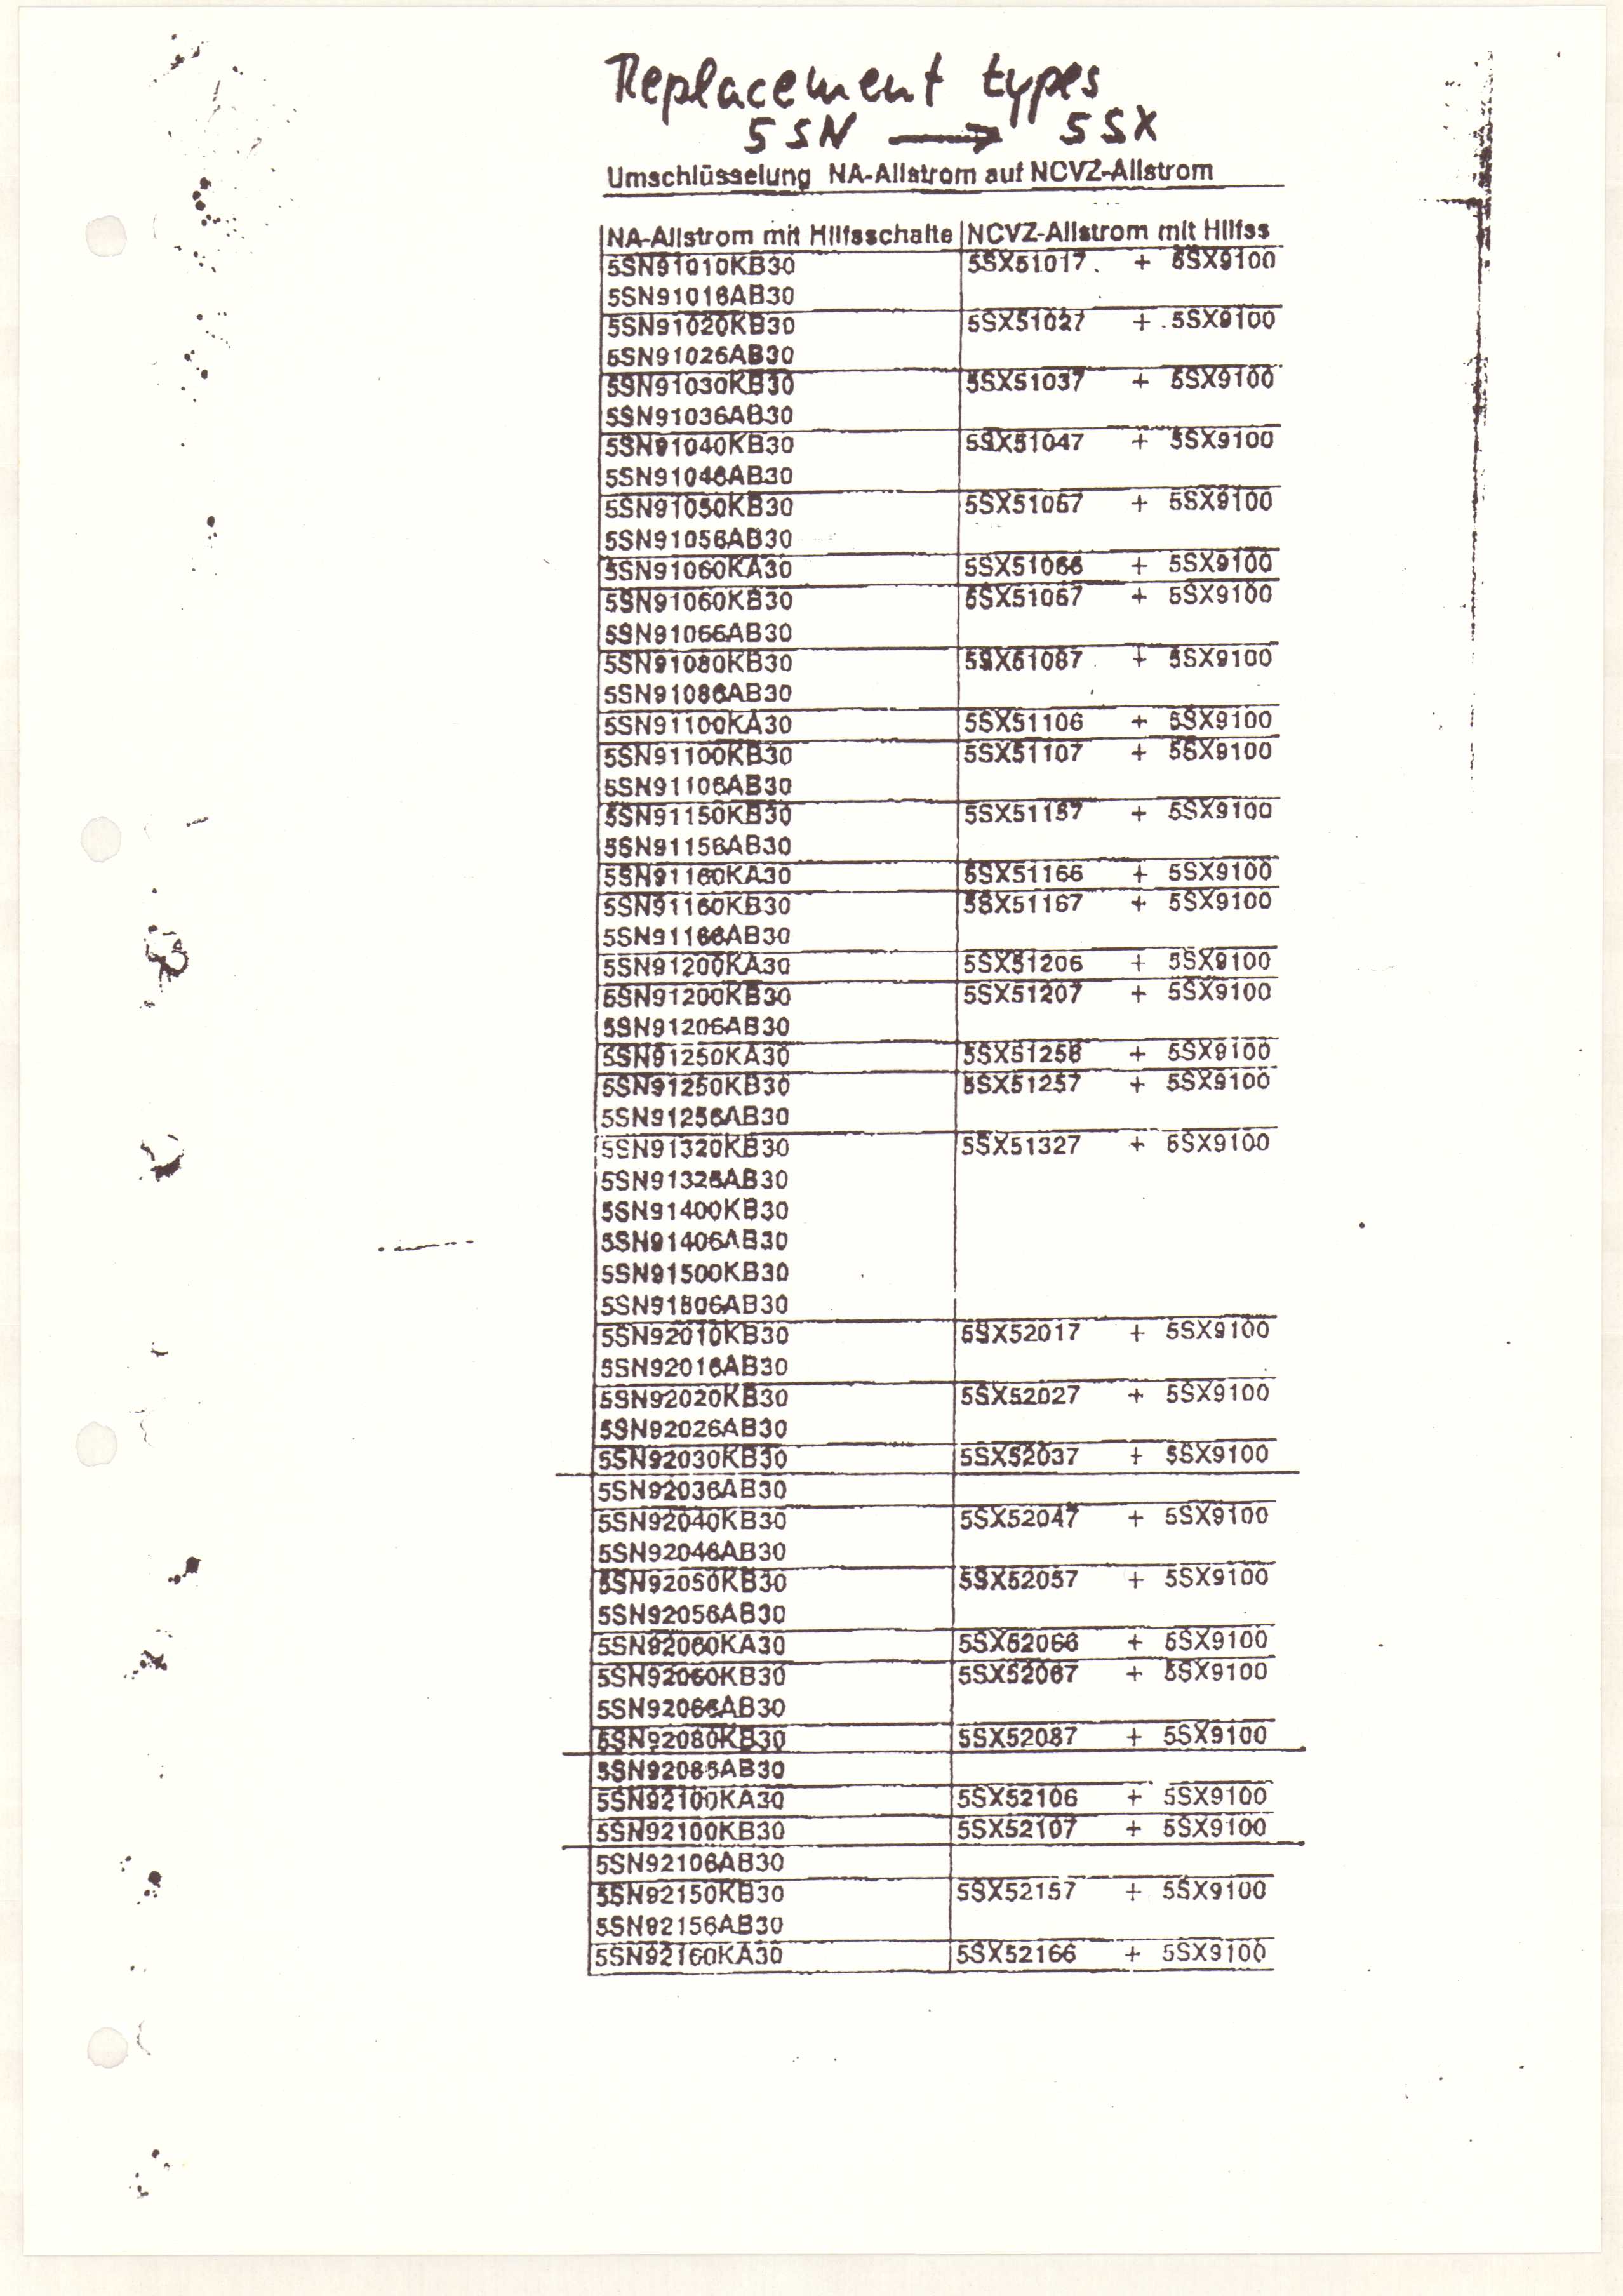 Replacement types
5SN → 5SX
Umschlüsselung NA-Allstrom auf NCVZ-Allstrom
NA-Allstrom mit Hilfsschalte NCVZ-Allstrom mit Hilfss
5SN91010KB30 5SX51017 + 5SX9100
5SN91016AB30
5SN91020KB30 5SX51027 + 5SX9100
5SN91026AB30
5SN91030KB30 5SX51037 + 5SX9100
5SN91036AB30
5SN91040KB30 5SX51047 + 5SX9100
5SN91046AB30
5SN91050KB30 5SX51057 + 5SX9100
5SN91056AB30
5SN91060KA30 5SX51066 + 5SX9100
5SN91060KB30 5SX51067 + 5SX9100
5SN91066AB30
5SN91080KB30 5SX51087 + 5SX9100
5SN91086AB30
5SN91100KA30 5SX51106 + 5SX9100
5SN91100KB30 5SX51107 + 5SX9100
5SN91106AB30
5SN91150KB30 5SX51157 + 5SX9100
5SN91156AB30
5SN91160KA30 5SX51166 + 5SX9100
5SN91160KB30 5SX51167 + 5SX9100
5SN91166AB30
5SN91200KA30 5SX51206 + 5SX9100
5SN91200KB30 5SX51207 + 5SX9100
5SN91206AB30
5SN91250KA30 5SX51256 + 5SX9100
5SN91250KB30 5SX51257 + 5SX9100
5SN91256AB30
5SN91320KB30 5SX51327 + 5SX9100
5SN91326AB30
5SN91400KB30
5SN91406AB30
5SN91500KB30
5SN91506AB30
5SN92010KB30 5SX52017 + 5SX9100
5SN92016AB30
5SN92020KB30 5SX52027 + 5SX9100
5SN92026AB30
5SN92030KB30 5SX52037 + 5SX9100
5SN92036AB30
5SN92040KB30 5SX52047 + 5SX9100
5SN92046AB30
5SN92050KB30 5SX52057 + 5SX9100
5SN92056AB30
5SN92060KA30 5SX52066 + 5SX9100
5SN92060KB30 5SX52067 + 5SX9100
5SN92066AB30
5SN92080KB30 5SX52087 + 5SX9100
5SN92086AB30
5SN92100KA30 5SX52106 + 5SX9100
5SN92100KB30 5SX52107 + 5SX9100
5SN92106AB30
5SN92150KB30 5SX52157 + 5SX9100
5SN92156AB30
5SN92160KA30 5SX52166 + 5SX9100